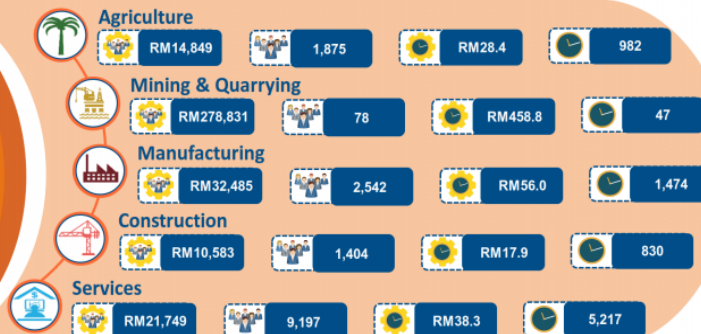 Agriculture
RM14,849 1,875 RM28.4 982
Mining & Quarrying
RM278,831 78 RM458.8 47
Manufacturing
RM32,485 2,542 RM56.0 1,474
Construction
RM10,583 1,404 RM17.9 830
Services
RM21,749 9,197 RM38.3 5,217